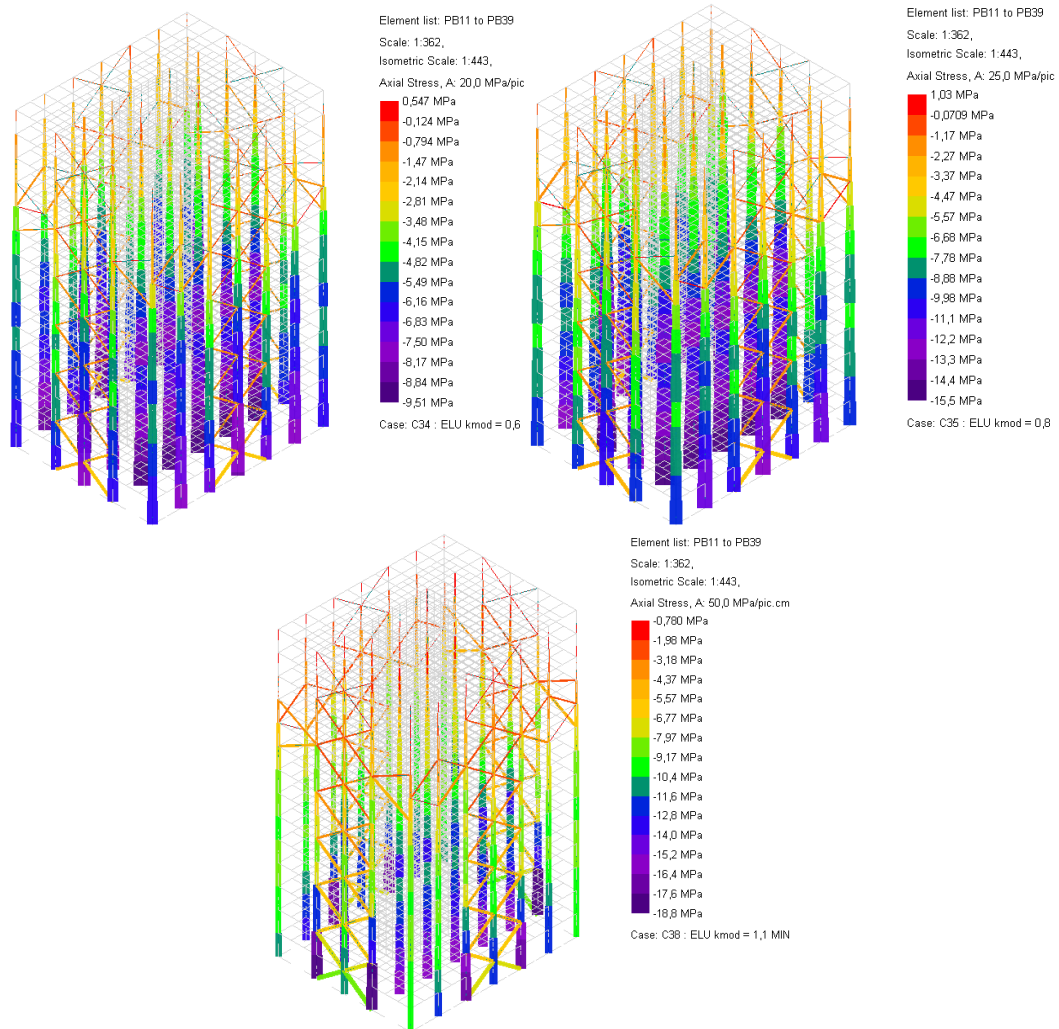 Element list: PB11 to PB39
Scale: 1:362,
Isometric Scale: 1:443,
Axial Stress, A: 20,0 MPa/pic
0,547 MPa
-0,124 MPa
-0,794 MPa
-1,47 MPa
-2,14 MPa
-2,81 MPa
-3,48 MPa
-4,15 MPa
-4,82 MPa
-5,49 MPa
-6,16 MPa
-6,83 MPa
-7,50 MPa
-8,17 MPa
-8,84 MPa
-9,51 MPa
Case: C34 : ELU kmod = 0,6
Element list: PB11 to PB39
Scale: 1:362,
Isometric Scale: 1:443,
Axial Stress, A: 25,0 MPa/pic
1,03 MPa
-0,0709 MPa
-1,17 MPa
-2,27 MPa
-3,37 MPa
-4,47 MPa
-5,57 MPa
-6,68 MPa
-7,78 MPa
-8,88 MPa
-9,98 MPa
-11,1 MPa
-12,2 MPa
-13,3 MPa
-14,4 MPa
-15,5 MPa
Case: C35 : ELU kmod = 0,8
Element list: PB11 to PB39
Scale: 1:362,
Isometric Scale: 1:443,
Axial Stress, A: 50,0 MPa/pic.cm
-0,780 MPa
-1,98 MPa
-3,18 MPa
-4,37 MPa
-5,57 MPa
-6,77 MPa
-7,97 MPa
-9,17 MPa
-10,4 MPa
-11,6 MPa
-12,8 MPa
-14,0 MPa
-15,2 MPa
-16,4 MPa
-17,6 MPa
-18,8 MPa
Case: C38 : ELU kmod = 1,1 MIN